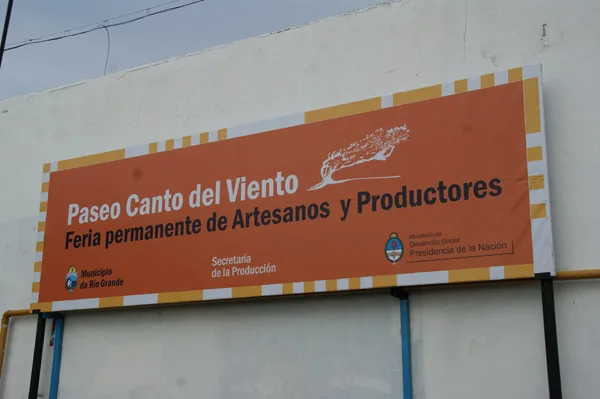 Paseo Canto del Viento
Feria permanente de Artesanos y Productores
Municipio
de Río Grande
Secretaría
de la Producción
Ministerio de
Desarrollo Social
Presidencia de la Nación